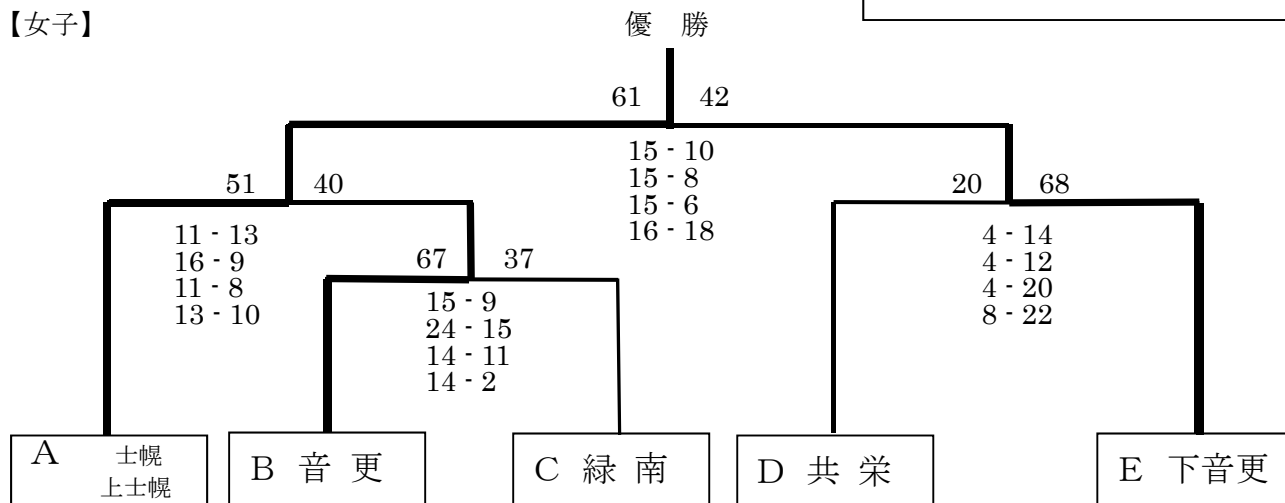 【女子】
優 勝
61 42
15 - 10
15 - 8
15 - 6
16 - 18
51 40
11 - 13
16 - 9
11 - 8
13 - 10
20 68
4 - 14
4 - 12
4 - 20
8 - 22
67 37
15 - 9
24 - 15
14 - 11
14 - 2
A 士幌
上士幌
B 音 更
C 緑 南
D 共 栄
E 下音更